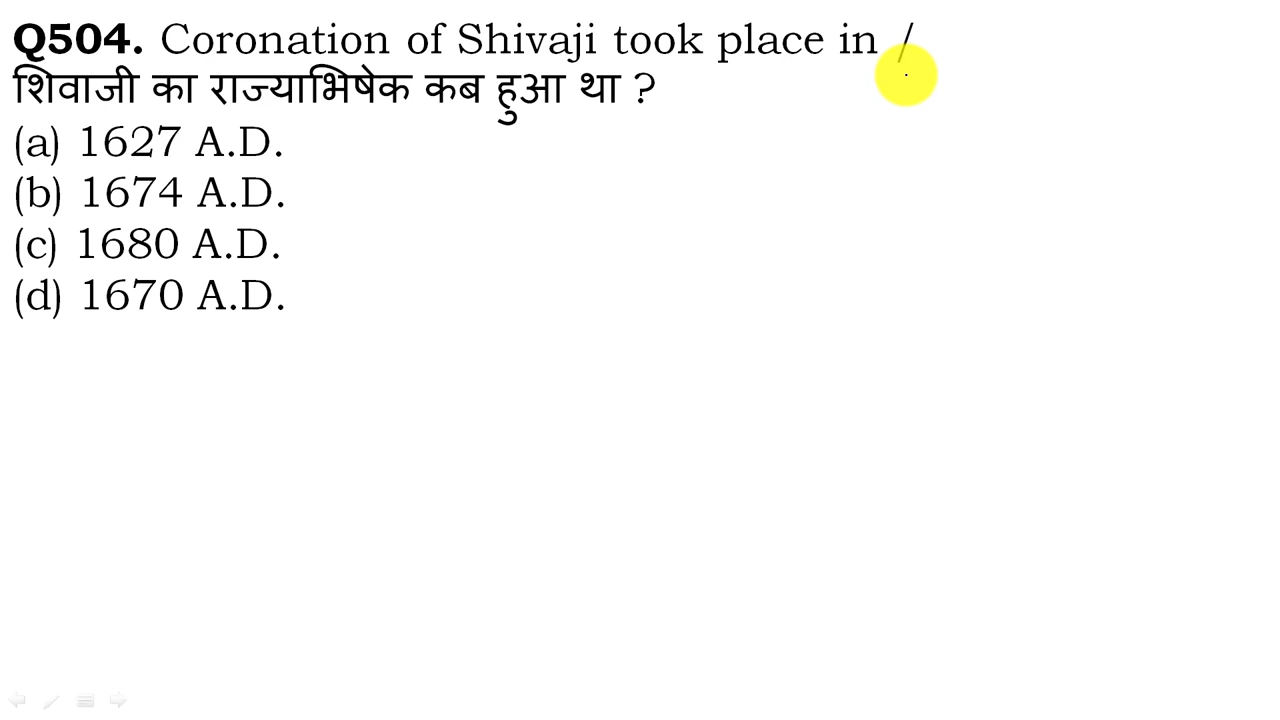 Q504. Coronation of Shivaji took place in /
शिवाजी का राज्याभिषेक कब हुआ था ?
(a) 1627 A.D.
(b) 1674 A.D.
(c) 1680 A.D.
(d) 1670 A.D.